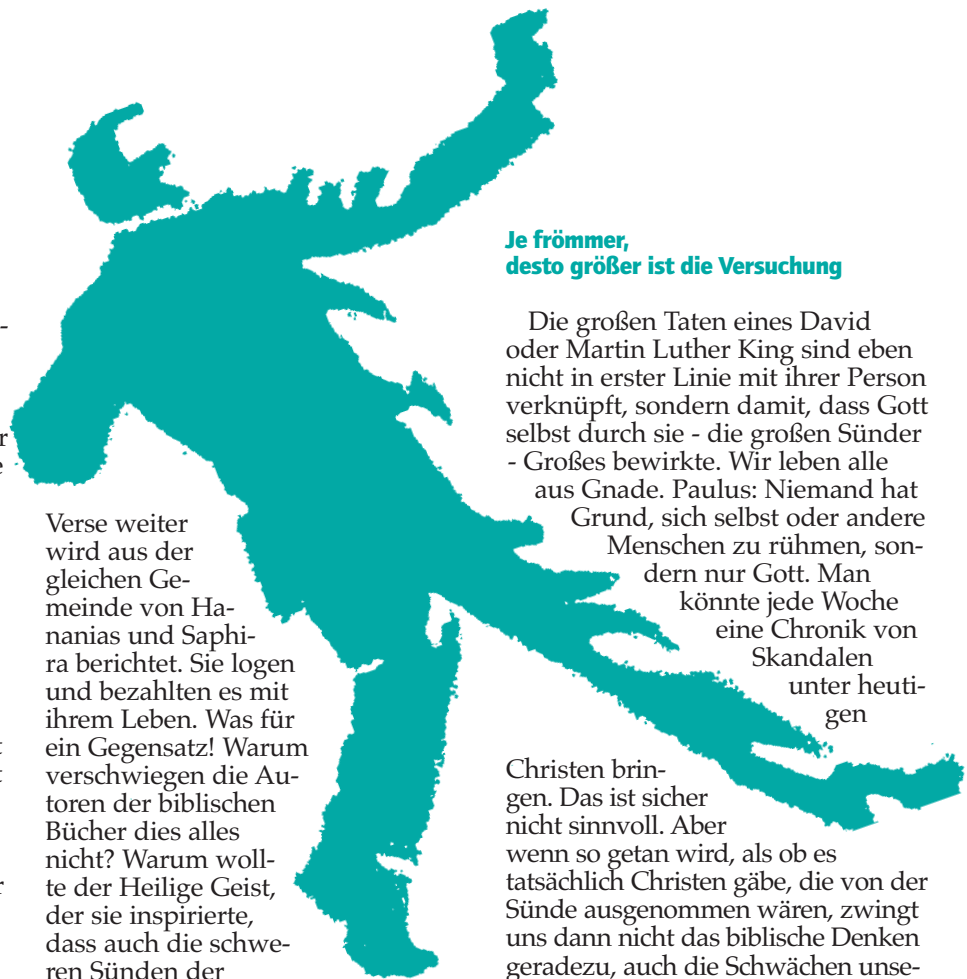 -
r
e
Verse weiter
wird aus der
gleichen Ge-
meinde von Ha-
nanias und Saphi-
ra berichtet. Sie logen
und bezahlten es mit
ihrem Leben. Was für
ein Gegensatz! Warum
verschwiegen die Au-
toren der biblischen
Bücher dies alles
nicht? Warum woll-
te der Heilige Geist,
der sie inspirierte,
dass auch die schwe-
ren Sünden der
Je frömmer,
desto größer ist die Versuchung
Die großen Taten eines David
oder Martin Luther King sind eben
nicht in erster Linie mit ihrer Person
verknüpft, sondern damit, dass Gott
selbst durch sie - die großen Sünder
- Großes bewirkte. Wir leben alle
aus Gnade. Paulus: Niemand hat
Grund, sich selbst oder andere
Menschen zu rühmen, son-
dern nur Gott. Man
könnte jede Woche
eine Chronik von
Skandalen
unter heuti-
gen
Christen brin-
gen. Das ist sicher
nicht sinnvoll. Aber
wenn so getan wird, als ob es
tatsächlich Christen gäbe, die von der
Sünde ausgenommen wären, zwingt
uns dann nicht das biblische Denken
geradezu, auch die Schwächen unse-